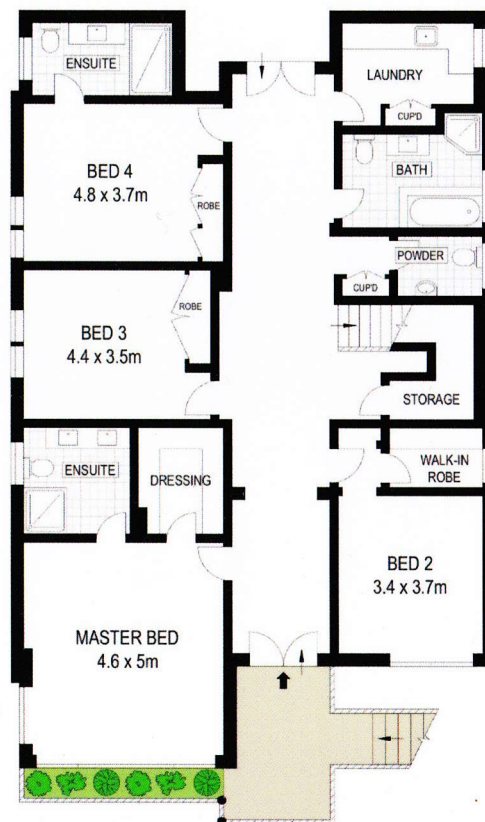 ENSUITE
LAUNDRY
CUP'D
BED 4
4.8 x 3.7m
ROBE
BATH
POWDER
CUP'D
BED 3
4.4 x 3.5m
ROBE
STORAGE
ENSUITE
DRESSING
WALK-IN
ROBE
BED 2
3.4 x 3.7m
MASTER BED
4.6 x 5m